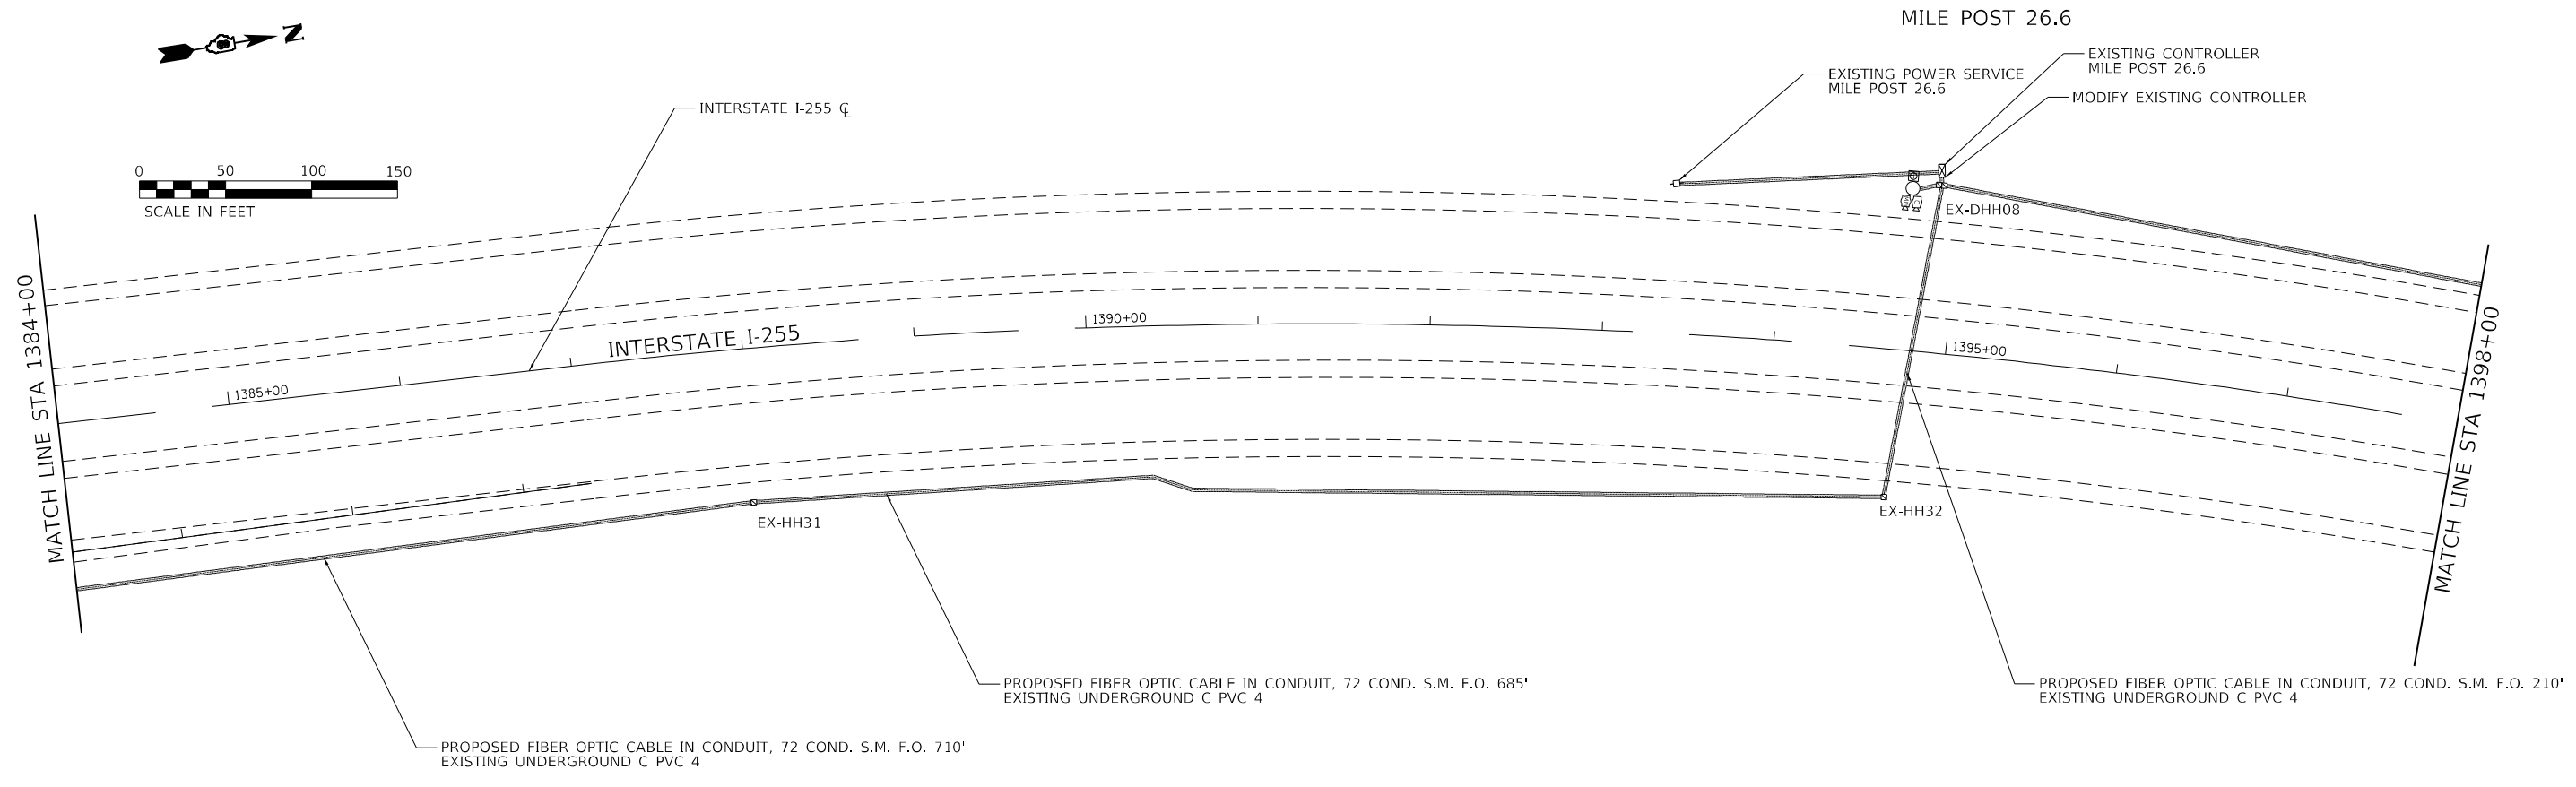 MILE POST 26.6
N
EXISTING CONTROLLER
MILE POST 26.6
EXISTING POWER SERVICE
MILE POST 26.6
MODIFY EXISTING CONTROLLER
INTERSTATE I-255 ℄
0 50 100 150
SCALE IN FEET
EX-DHH08
MATCH LINE STA 1384+00
1385+00
INTERSTATE I-255
1390+00
1395+00
MATCH LINE STA 1398+00
EX-HH31
EX-HH32
PROPOSED FIBER OPTIC CABLE IN CONDUIT, 72 COND. S.M. F.O. 685'
EXISTING UNDERGROUND C PVC 4
PROPOSED FIBER OPTIC CABLE IN CONDUIT, 72 COND. S.M. F.O. 210'
EXISTING UNDERGROUND C PVC 4
PROPOSED FIBER OPTIC CABLE IN CONDUIT, 72 COND. S.M. F.O. 710'
EXISTING UNDERGROUND C PVC 4